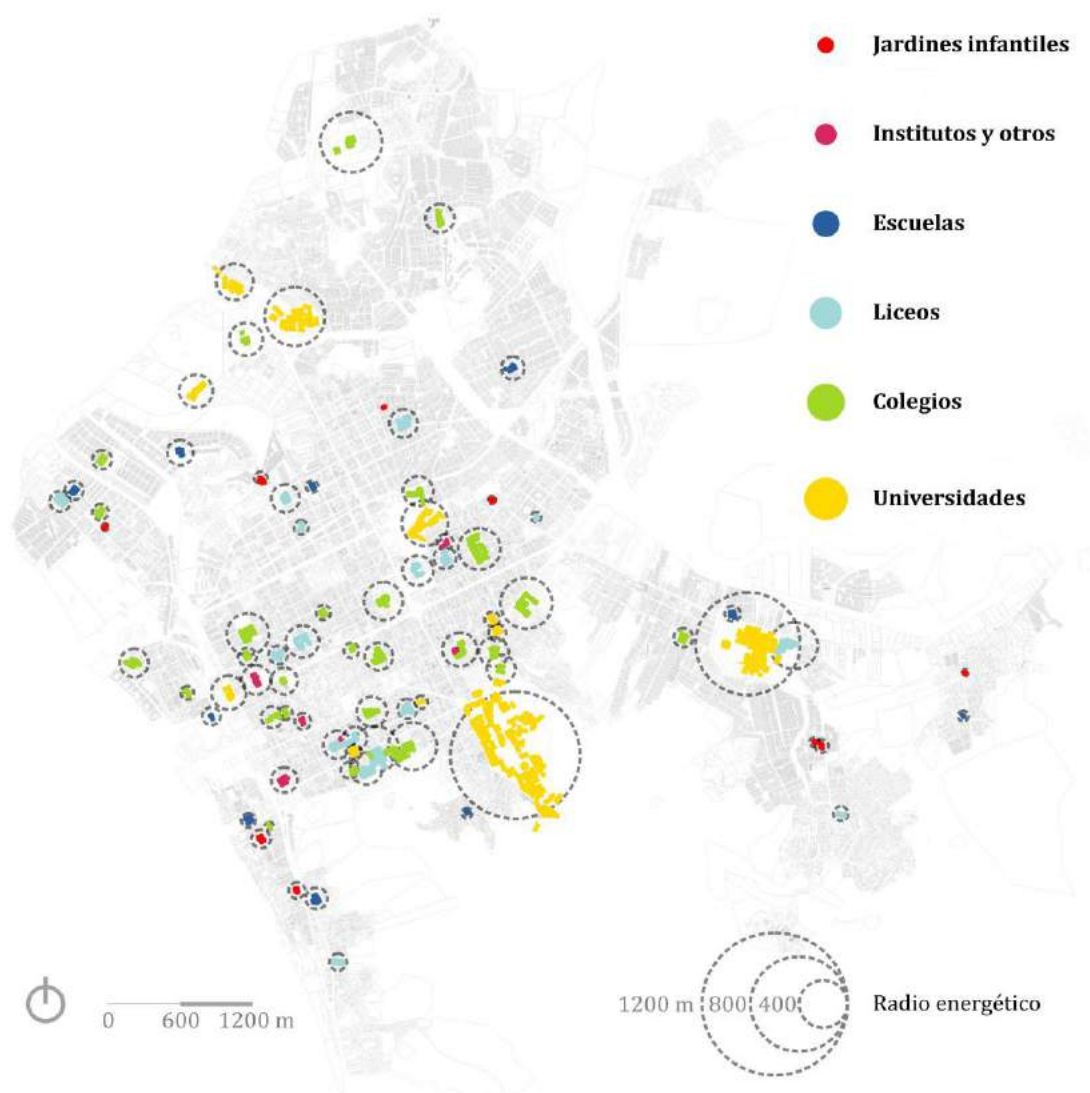 Jardines infantiles
Institutos y otros
Escuelas
Liceos
Colegios
Universidades
1200 m 800 400 Radio energético
0 600 1200 m